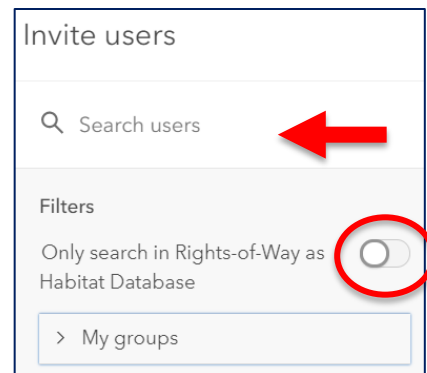 Invite users
Search users
Filters
Only search in Rights-of-Way as
Habitat Database
My groups